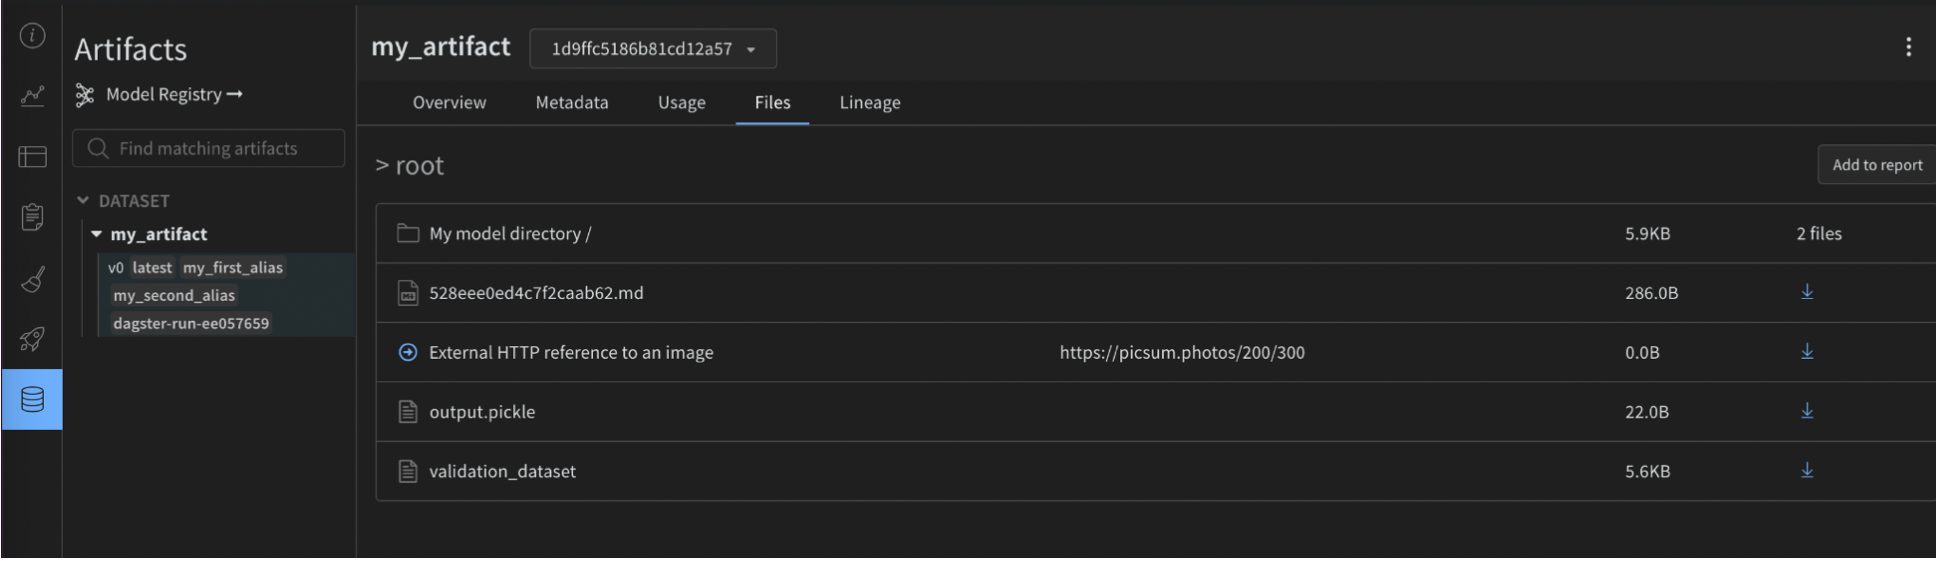 Artifacts
Model Registry →
Find matching artifacts
DATASET
my_artifact
v0 latest my_first_alias
my_second_alias
dagster-run-ee057659
my_artifact 1d9ffc5186b81cd12a57
Overview Metadata Usage Files Lineage
> root Add to report
My model directory / 5.9KB 2 files
528eee0ed4c7f2caab62.md 286.0B
External HTTP reference to an image https://picsum.photos/200/300 0.0B
output.pickle 22.0B
validation_dataset 5.6KB